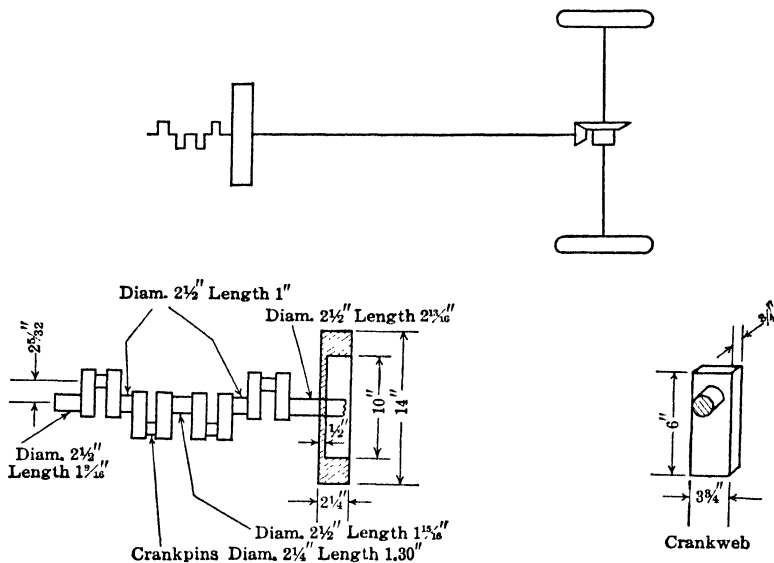 Diam. 2½″ Length 1″
Diam. 2½″ Length 2¹³⁄₁₆″
2⁵⁄₃₂″
Diam. 2½″
Length 1⁹⁄₁₆″
½″
10″
14″
2¼″
Diam. 2½″ Length 1¹⁵⁄₁₆″
Crankpins Diam. 2¼″ Length 1.30″
¾″
6″
3¾″
Crankweb